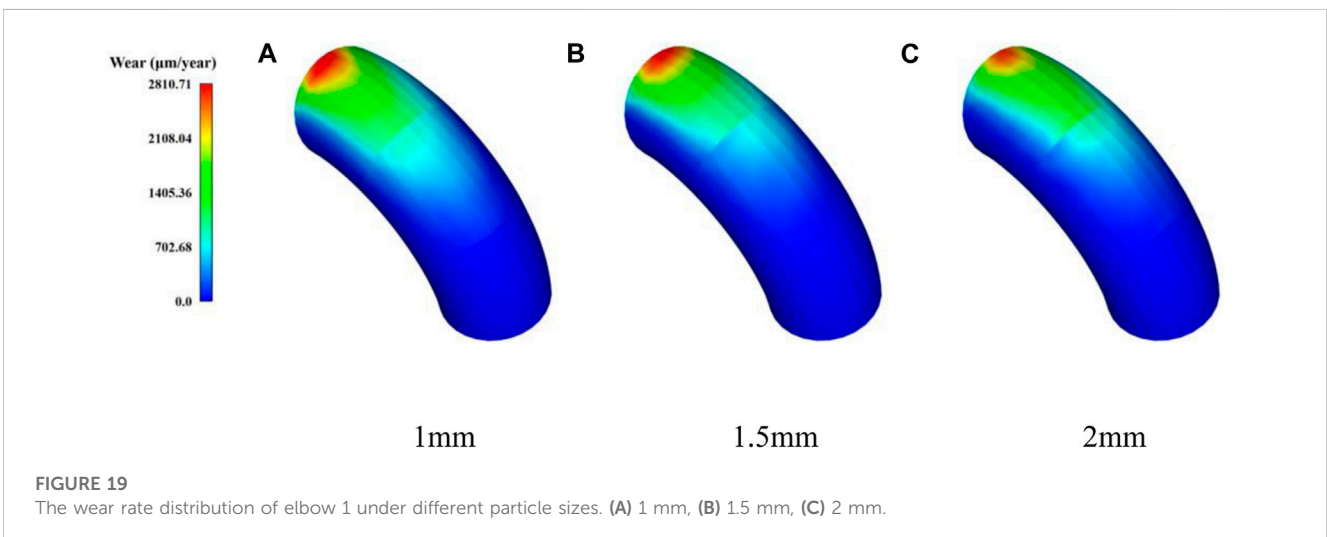 Wear (μm/year)
2810.71
2108.04
1405.36
702.68
0.0
A
B
C
1mm
1.5mm
2mm
FIGURE 19
The wear rate distribution of elbow 1 under different particle sizes. (A) 1 mm, (B) 1.5 mm, (C) 2 mm.